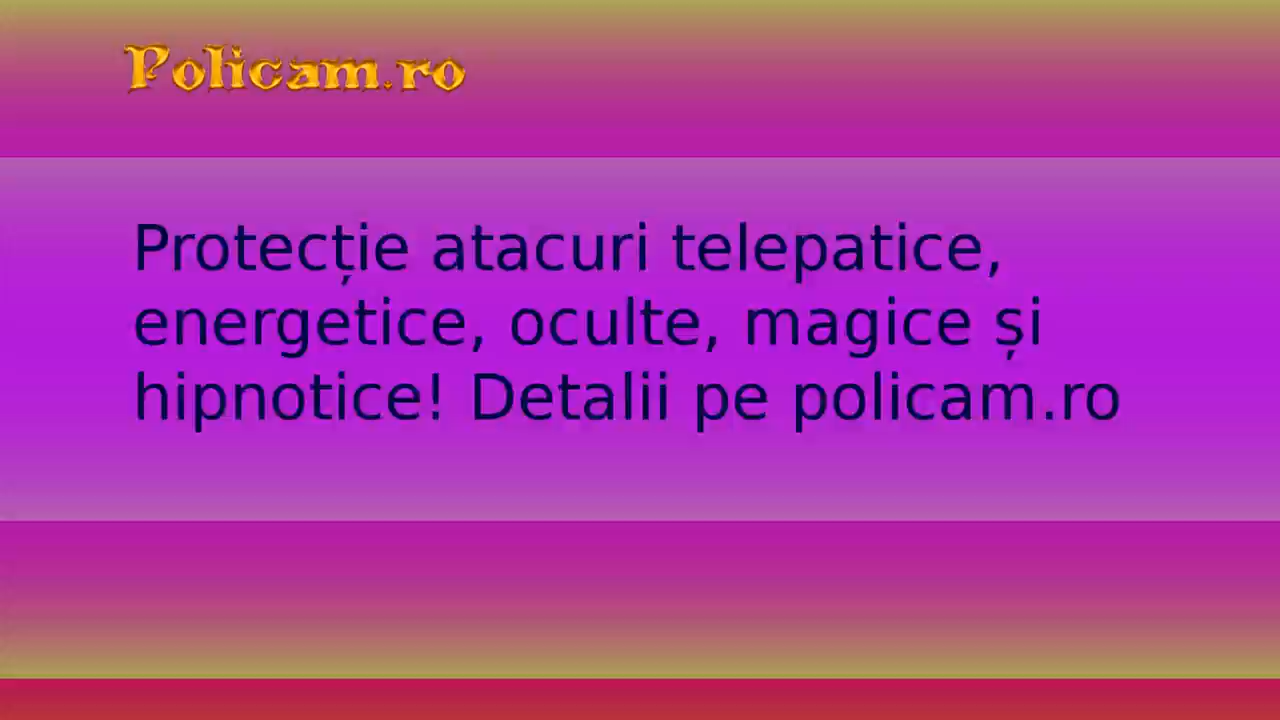 Policam.ro
Protecție atacuri telepatice,
energetice, oculte, magice și
hipnotice! Detalii pe policam.ro